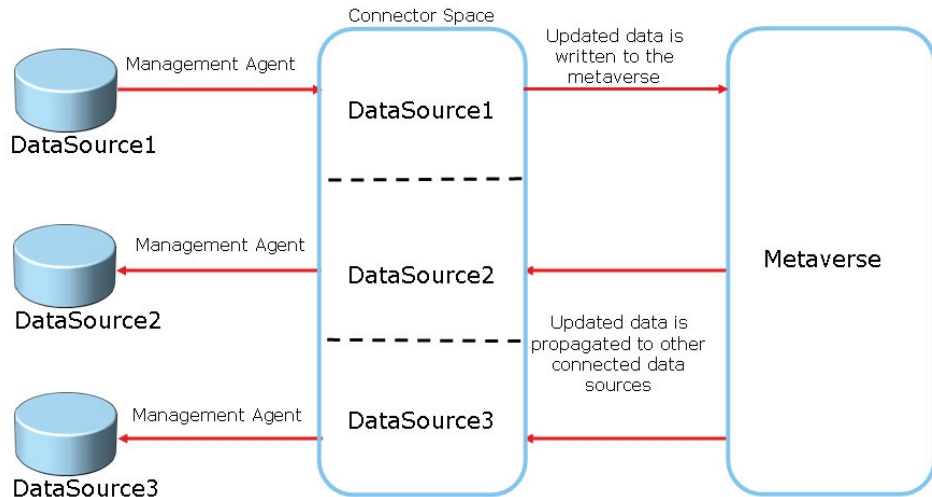 Connector Space
Management Agent
DataSource1
DataSource1
Updated data is
written to the
metaverse
Management Agent
DataSource2
DataSource2
Metaverse
Updated data is
propagated to other
connected data
sources
Management Agent
DataSource3
DataSource3